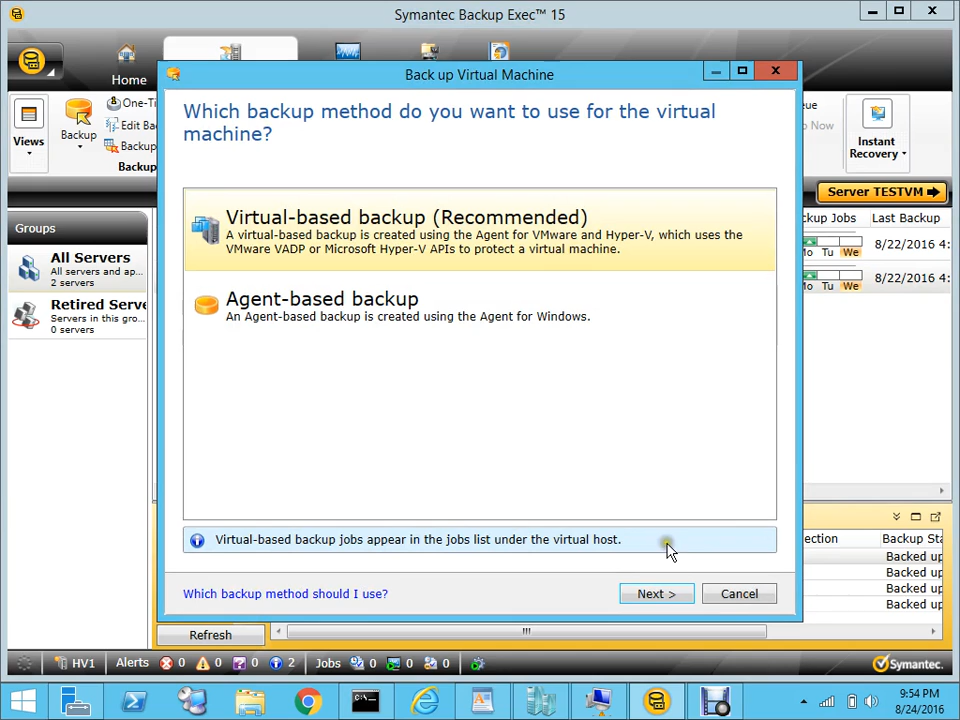 Symantec Backup Exec™ 15
Home
Views
Backup
One-Ti
Edit Ba
Backup
Backup
ue
o Now
Instant
Recovery
Server TESTVM
Back up Virtual Machine
Which backup method do you want to use for the virtual
machine?
Virtual-based backup (Recommended)
A virtual-based backup is created using the Agent for VMware and Hyper-V, which uses the
VMware VADP or Microsoft Hyper-V APIs to protect a virtual machine.
Agent-based backup
An Agent-based backup is created using the Agent for Windows.
Virtual-based backup jobs appear in the jobs list under the virtual host.
Which backup method should I use?
Next >
Cancel
Groups
All Servers
All servers and ap...
2 servers
Retired Serve
Servers in this gro...
0 servers
kup Jobs
Last Backup
Mo Tu We
8/22/2016 4:
Mo Tu We
8/22/2016 4:
ection
Backup Sta
Backed up
Backed up
Backed up
Backed up
Refresh
HV1
Alerts
0
0
0
2
Jobs
0
0
0
Symantec.
9:54 PM
8/24/2016